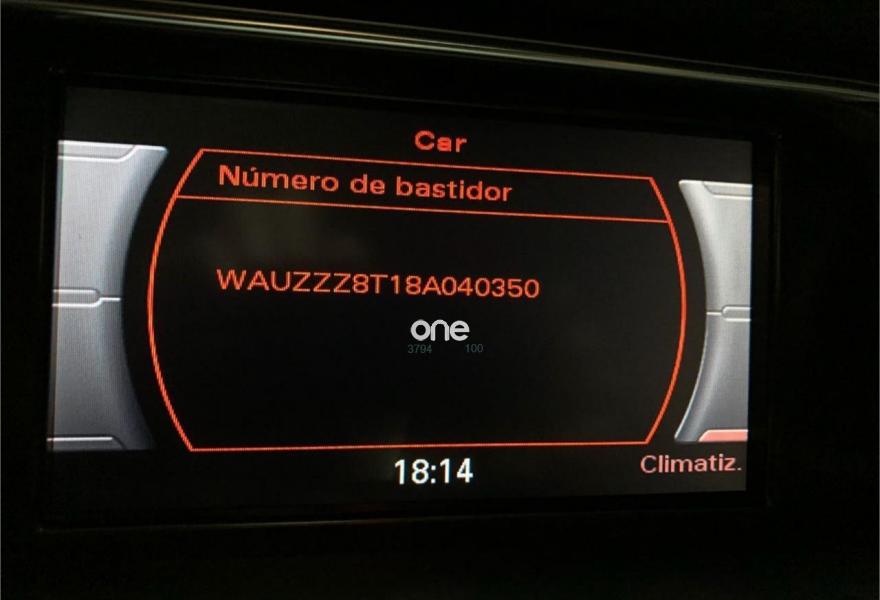 Car
Número de bastidor
WAUZZZ8T18A040350
one
3794 100
18:14
Climatiz.